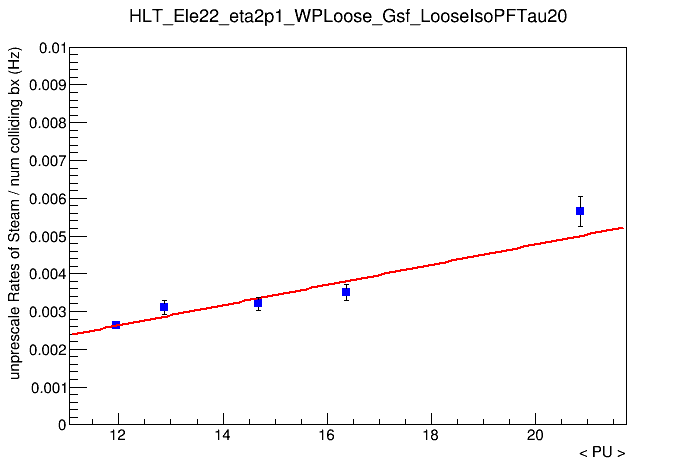 HLT_Ele22_eta2p1_WPLoose_Gsf_LooseIsoPFTau20
unprescale Rates of Steam / num colliding bx (Hz)
0.01
0.009
0.008
0.007
0.006
0.005
0.004
0.003
0.002
0.001
0
12 14 16 18 20
< PU >